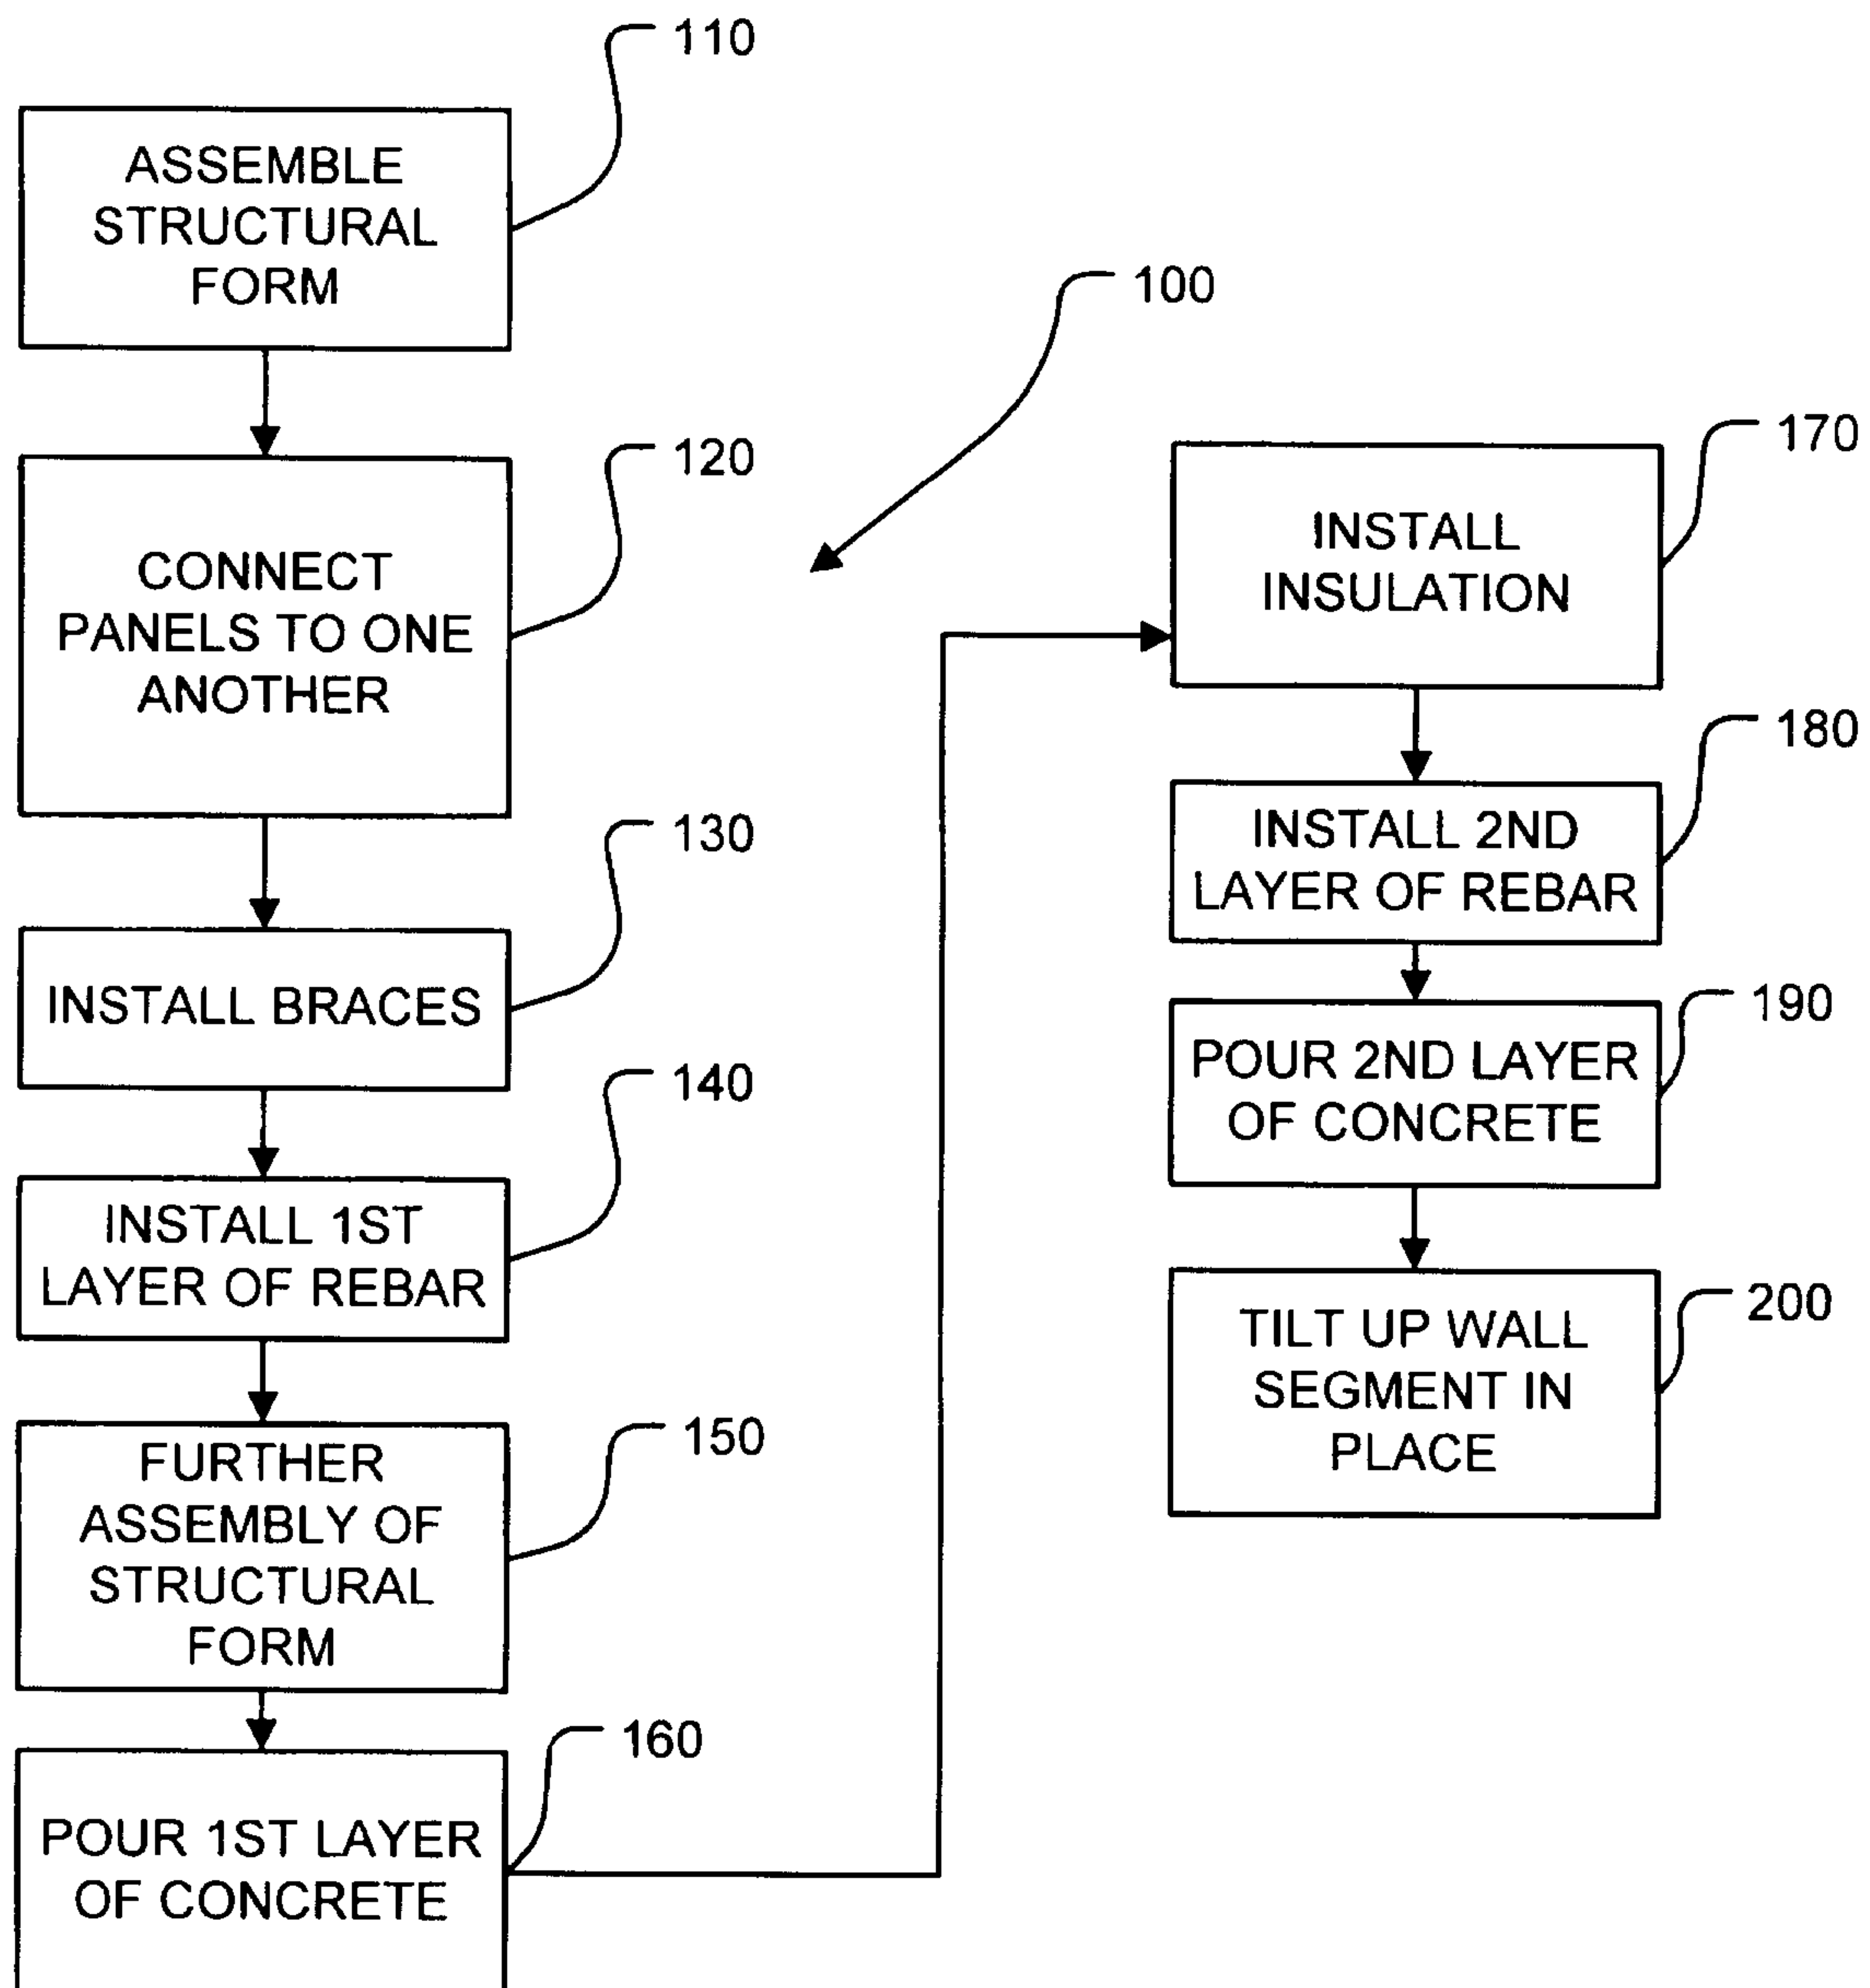 110
ASSEMBLE
STRUCTURAL
FORM
100
120
CONNECT
PANELS TO ONE
ANOTHER
130
INSTALL BRACES
140
INSTALL 1ST
LAYER OF REBAR
150
FURTHER
ASSEMBLY OF
STRUCTURAL
FORM
160
POUR 1ST LAYER
OF CONCRETE
170
INSTALL
INSULATION
180
INSTALL 2ND
LAYER OF REBAR
190
POUR 2ND LAYER
OF CONCRETE
200
TILT UP WALL
SEGMENT IN
PLACE